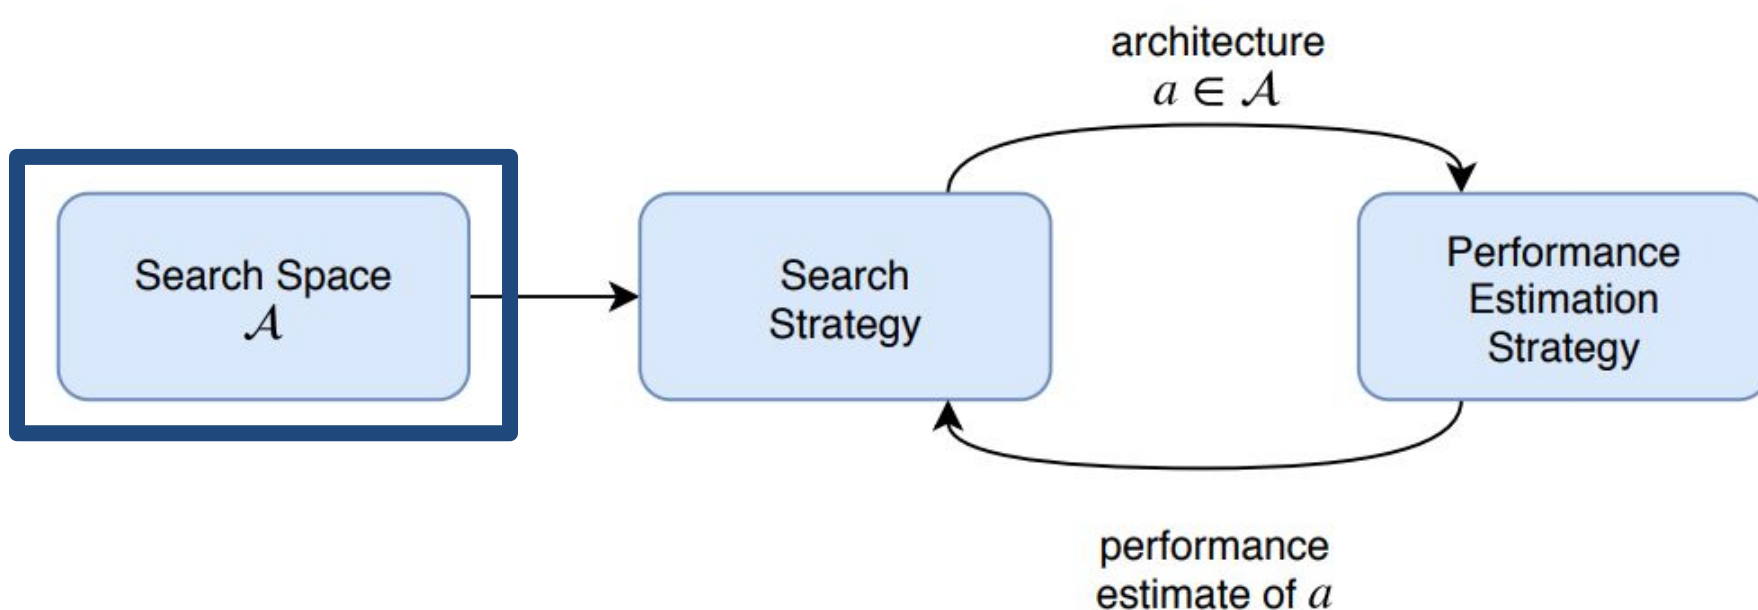 architecture
a ∈ 𝒜
Search Space
𝒜
Search
Strategy
Performance
Estimation
Strategy
performance
estimate of a